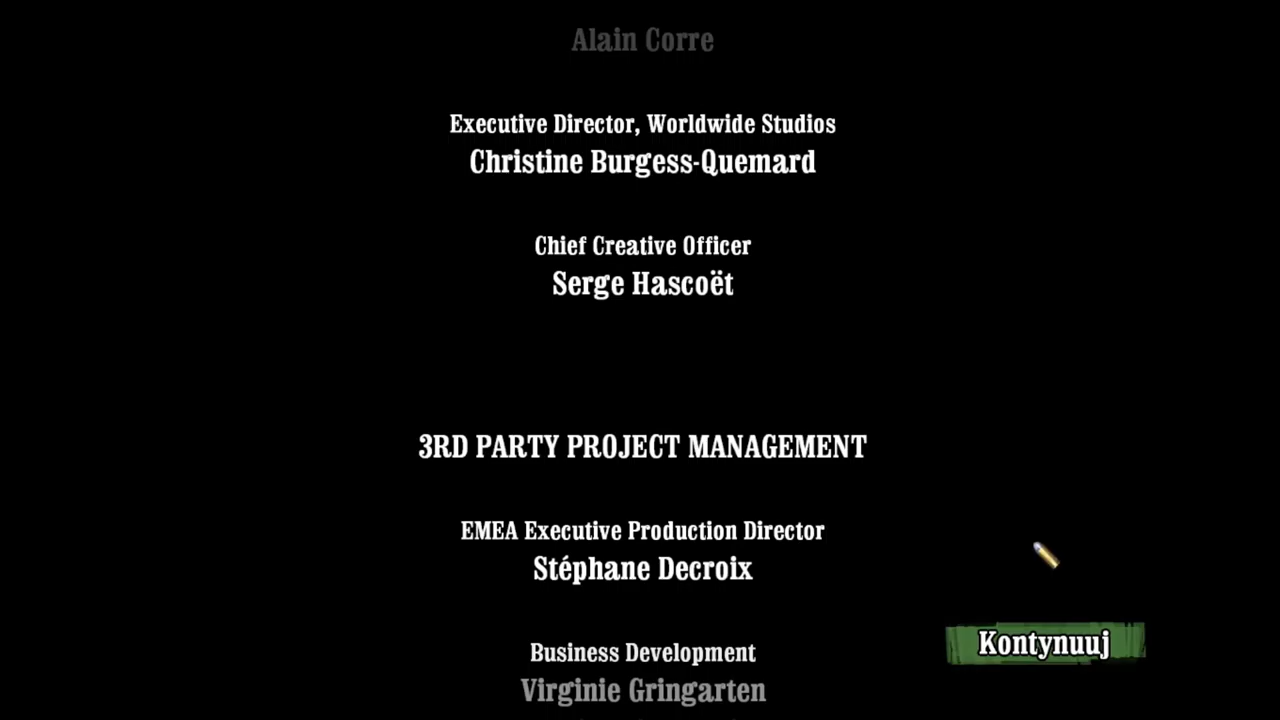 Alain Corre
Executive Director, Worldwide Studios
Christine Burgess-Quemard
Chief Creative Officer
Serge Hascoët
3RD PARTY PROJECT MANAGEMENT
EMEA Executive Production Director
Stéphane Decroix
Business Development
Virginie Gringarten
Kontynuuj